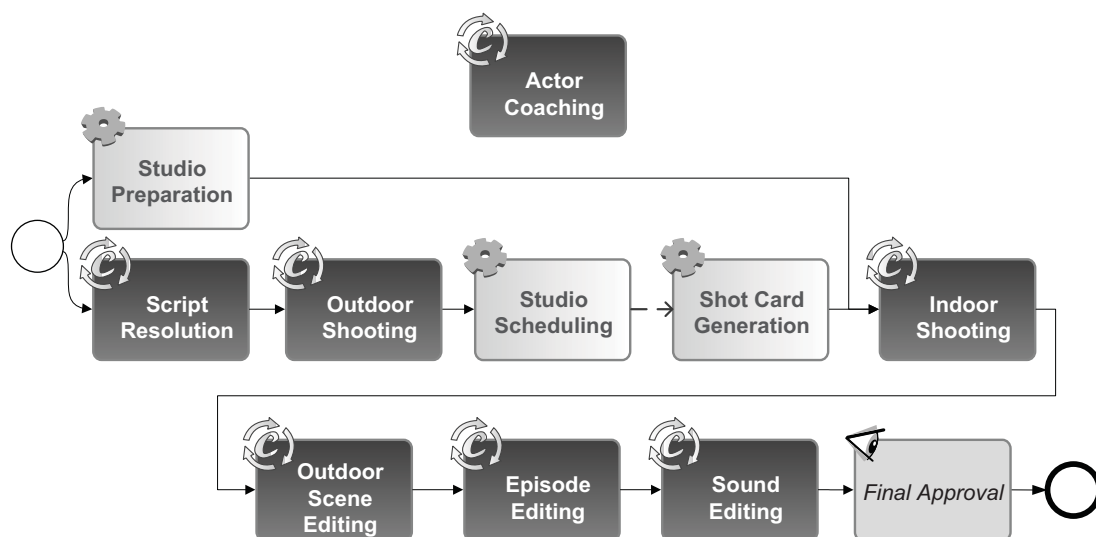 Actor
Coaching
Studio
Preparation
Script
Resolution
Outdoor
Shooting
Studio
Scheduling
Shot Card
Generation
Indoor
Shooting
Outdoor
Scene
Editing
Episode
Editing
Sound
Editing
Final Approval